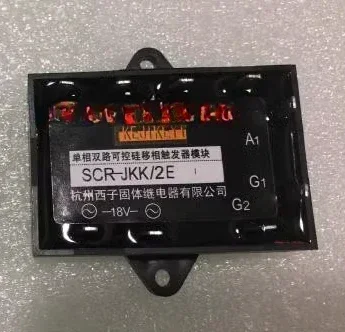 单相双路可控硅移相触发器模块
A1
SCR-JKK/2E
G1
杭州西子固体继电器有限公司
G2
~ —18V— ~